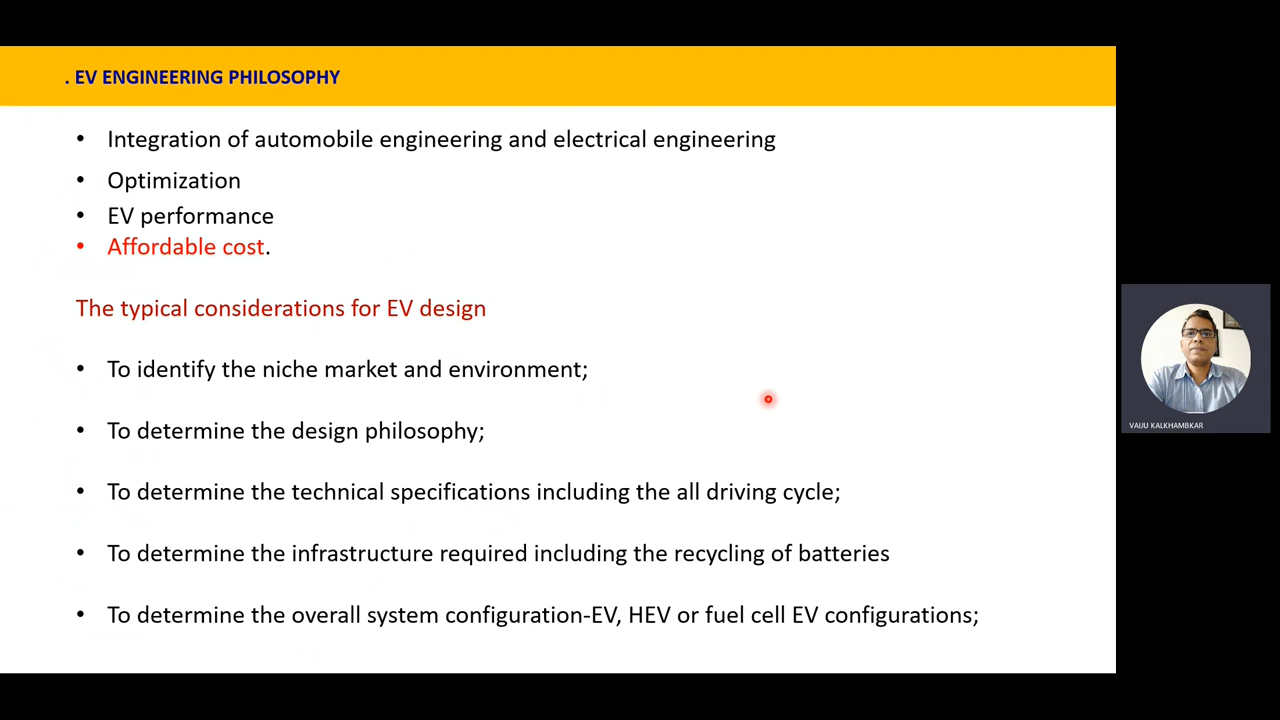 . EV ENGINEERING PHILOSOPHY
• Integration of automobile engineering and electrical engineering
• Optimization
• EV performance
• Affordable cost.
The typical considerations for EV design
• To identify the niche market and environment;
• To determine the design philosophy;
• To determine the technical specifications including the all driving cycle;
• To determine the infrastructure required including the recycling of batteries
• To determine the overall system configuration-EV, HEV or fuel cell EV configurations;
VAIJU KALKHAMBKAR